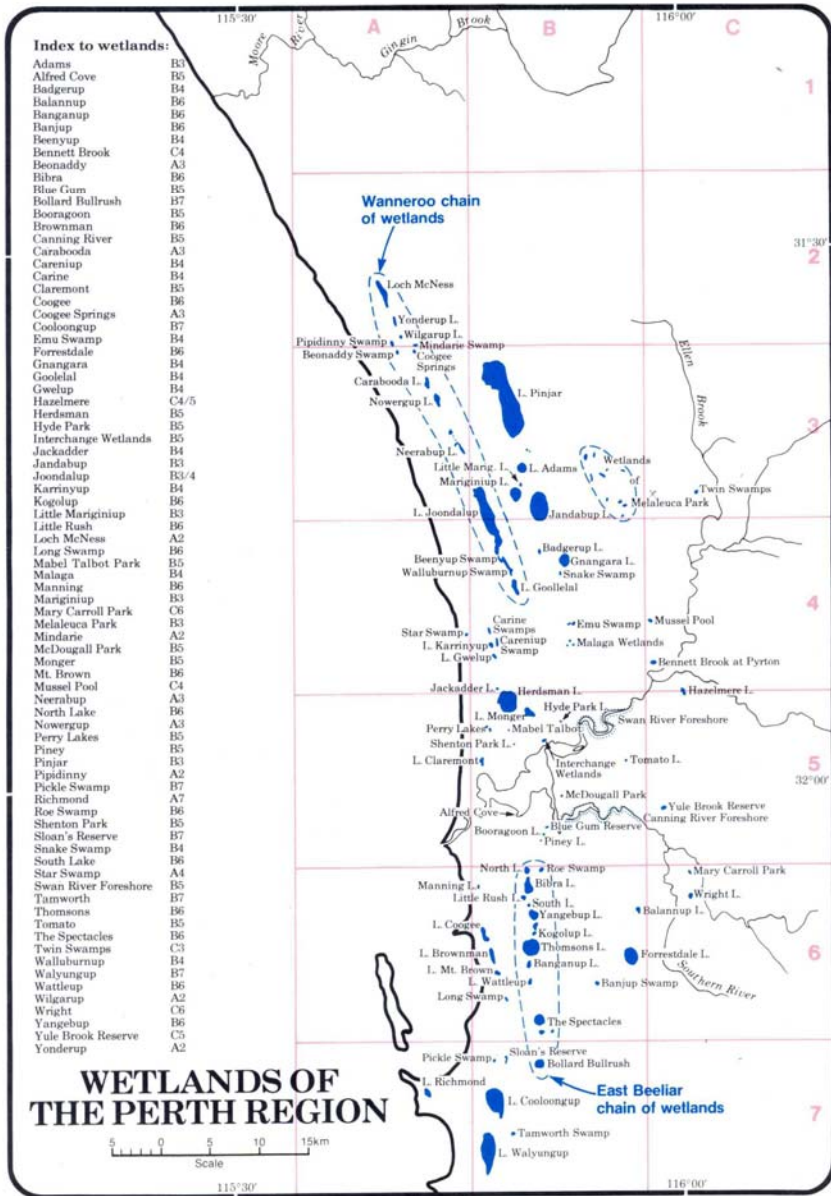 115°30'
116°00'
A
B
C
Moore
River
Gingin
Brook
Index to wetlands:
Adams B3
Alfred Cove B5
Badgerup B4
Balannup B6
Banganup B6
Banjup B6
Beenyup B4
Bennett Brook C4
Beonaddy A3
Bibra B6
Blue Gum B5
Bollard Bullrush B7
Booragoon B5
Brownman B6
Canning River B5
Carabooda A3
Careniup B4
Carine B4
Claremont B5
Coogee B6
Coogee Springs A3
Cooloongup B7
Emu Swamp B4
Forrestdale B6
Gnangara B4
Goolelal B4
Gwelup B4
Hazelmere C4/5
Herdsman B5
Hyde Park B5
Interchange Wetlands B5
Jackadder B4
Jandabup B3
Joondalup B3/4
Karrinyup B4
Kogolup B6
Little Mariginiup B3
Little Rush B6
Loch McNess A2
Long Swamp B6
Mabel Talbot Park B5
Malaga B4
Manning B6
Mariginiup B3
Mary Carroll Park C6
Melaleuca Park B3
Mindarie A2
McDougall Park B5
Monger B5
Mt. Brown B6
Mussel Pool C4
Neerabup A3
North Lake B6
Nowergup A3
Perry Lakes B5
Piney B5
Pinjar B3
Pipidinny A2
Pickle Swamp B7
Richmond A7
Roe Swamp B6
Shenton Park B5
Sloan's Reserve B7
Snake Swamp B4
South Lake B6
Star Swamp A4
Swan River Foreshore B5
Tamworth B7
Thomsons B6
Tomato B5
The Spectacles B6
Twin Swamps C3
Walluburnup B4
Walyungup B7
Wattleup B6
Wilgarup A2
Wright C6
Yangebup B6
Yule Brook Reserve C5
Yonderup A2
1
Wanneroo chain
of wetlands
31°30'
2
Loch McNess
Yonderup L.
Wilgarup L.
Pipidinny Swamp
Mindarie Swamp
Beonaddy Swamp
Coogee
Springs
Ellen
Brook
Carabooda L.
L. Pinjar
Nowergup L.
3
Neerabup L.
Wetlands
of
Melaleuca Park
Little Marig. L.
L. Adams
Mariginiup L.
Twin Swamps
L. Joondalup
Jandabup L.
Badgerup L.
Beenyup Swamp
Gnangara L.
Walluburnup Swamp
Snake Swamp
L. Goollelal
4
Carine
Swamps
Emu Swamp
Mussel Pool
Star Swamp
Careniup
Swamp
L. Karrinyup
Malaga Wetlands
L. Gwelup
Bennett Brook at Pyrton
Jackadder L.
Herdsman L.
Hazelmere L.
Hyde Park L.
L. Monger
Swan River Foreshore
Perry Lakes
Mabel Talbot
Shenton Park L.
Interchange
Wetlands
L. Claremont
Tomato L.
5
32°00'
McDougall Park
Alfred Cove
Yule Brook Reserve
Canning River Foreshore
Blue Gum Reserve
Booragoon L.
Piney L.
North L.
Roe Swamp
Mary Carroll Park
Manning L.
Bibra L.
Little Rush L.
Wright L.
South L.
Balannup L.
Yangebup L.
L. Coogee
Kogolup L.
Thomsons L.
6
L. Brownman
Forrestdale L.
Banganup L.
L. Mt. Brown
Southern River
L. Wattleup
Banjup Swamp
Long Swamp
The Spectacles
Sloan's Reserve
Pickle Swamp
Bollard Bullrush
L. Richmond
East Beeliar
chain of wetlands
L. Cooloongup
7
Tamworth Swamp
L. Walyungup
WETLANDS OF
THE PERTH REGION
5 0 5 10 15km
Scale
115°30'
116°00'